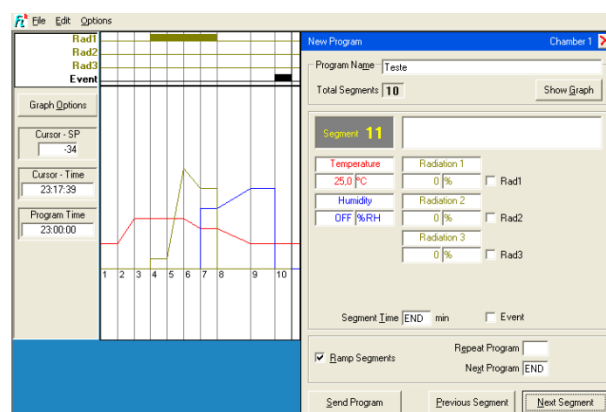 File Edit Options
Rad1
Rad2
Rad3
Event
Graph Options
Cursor - SP
-34
Cursor - Time
23:17:39
Program Time
23:00:00
1 2 3 4 5 6 7 8 9 10
New Program Chamber 1
Program Name Teste
Total Segments 10 Show Graph
Segment 11
Temperature Radiation 1
25,0 ºC 0 % Rad1
Humidity Radiation 2
OFF %RH 0 % Rad2
Radiation 3
0 % Rad3
Segment Time END min Event
Ramp Segments Repeat Program
Next Program END
Send Program Previous Segment Next Segment